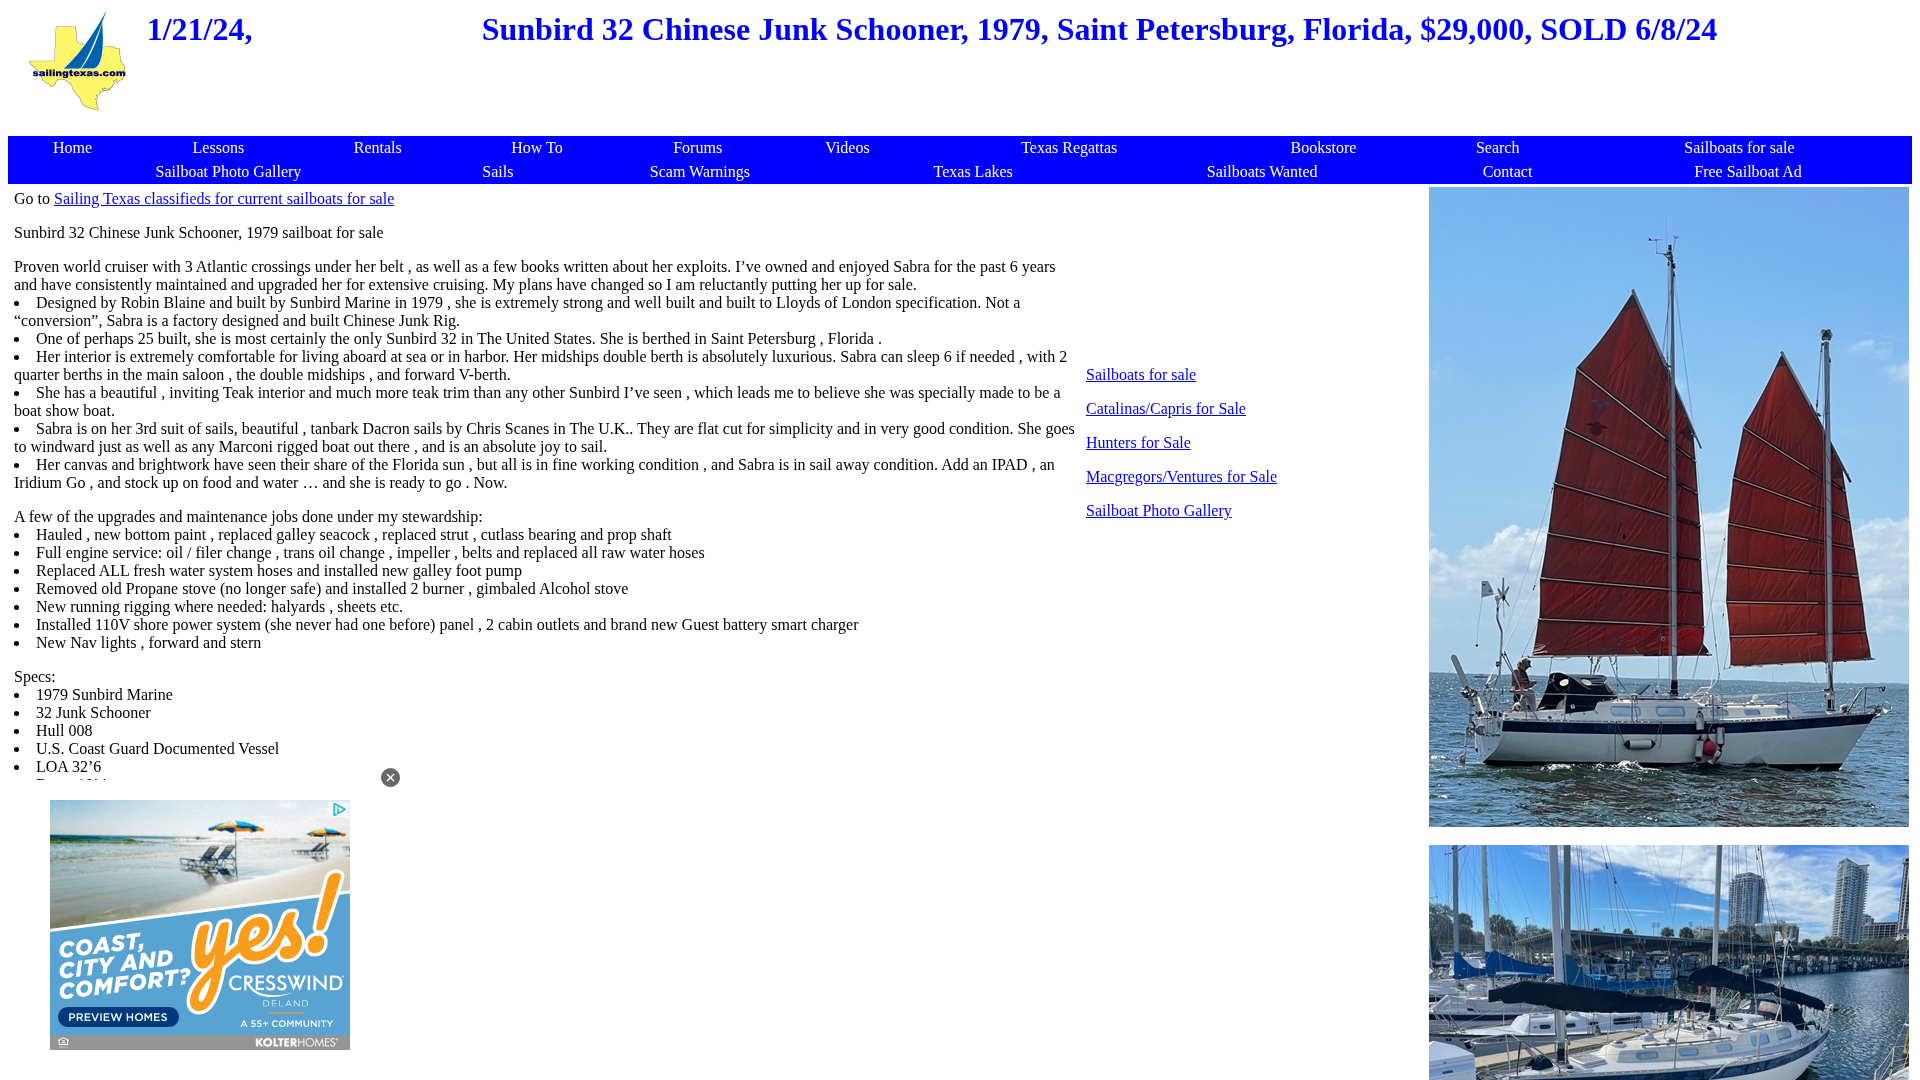 sailingtexas.com
1/21/24,
Sunbird 32 Chinese Junk Schooner, 1979, Saint Petersburg, Florida, $29,000, SOLD 6/8/24
Home Lessons Rentals How To Forums Videos Texas Regattas Bookstore Search Sailboats for sale
Sailboat Photo Gallery Sails Scam Warnings Texas Lakes Sailboats Wanted Contact Free Sailboat Ad
Go to Sailing Texas classifieds for current sailboats for sale
Sunbird 32 Chinese Junk Schooner, 1979 sailboat for sale
Proven world cruiser with 3 Atlantic crossings under her belt , as well as a few books written about her exploits. I’ve owned and enjoyed Sabra for the past 6 years
and have consistently maintained and upgraded her for extensive cruising. My plans have changed so I am reluctantly putting her up for sale.
• Designed by Robin Blaine and built by Sunbird Marine in 1979 , she is extremely strong and well built and built to Lloyds of London specification. Not a
“conversion”, Sabra is a factory designed and built Chinese Junk Rig.
• One of perhaps 25 built, she is most certainly the only Sunbird 32 in The United States. She is berthed in Saint Petersburg , Florida .
• Her interior is extremely comfortable for living aboard at sea or in harbor. Her midships double berth is absolutely luxurious. Sabra can sleep 6 if needed , with 2
quarter berths in the main saloon , the double midships , and forward V-berth.
• She has a beautiful , inviting Teak interior and much more teak trim than any other Sunbird I’ve seen , which leads me to believe she was specially made to be a
boat show boat.
• Sabra is on her 3rd suit of sails, beautiful , tanbark Dacron sails by Chris Scanes in The U.K.. They are flat cut for simplicity and in very good condition. She goes
to windward just as well as any Marconi rigged boat out there , and is an absolute joy to sail.
• Her canvas and brightwork have seen their share of the Florida sun , but all is in fine working condition , and Sabra is in sail away condition. Add an IPAD , an
Iridium Go , and stock up on food and water … and she is ready to go . Now.
A few of the upgrades and maintenance jobs done under my stewardship:
• Hauled , new bottom paint , replaced galley seacock , replaced strut , cutlass bearing and prop shaft
• Full engine service: oil / filer change , trans oil change , impeller , belts and replaced all raw water hoses
• Replaced ALL fresh water system hoses and installed new galley foot pump
• Removed old Propane stove (no longer safe) and installed 2 burner , gimbaled Alcohol stove
• New running rigging where needed: halyards , sheets etc.
• Installed 110V shore power system (she never had one before) panel , 2 cabin outlets and brand new Guest battery smart charger
• New Nav lights , forward and stern
Specs:
• 1979 Sunbird Marine
• 32 Junk Schooner
• Hull 008
• U.S. Coast Guard Documented Vessel
• LOA 32’6
Sailboats for sale
Catalinas/Capris for Sale
Hunters for Sale
Macgregors/Ventures for Sale
Sailboat Photo Gallery
COAST,
CITY AND
COMFORT?
yes!
CRESSWIND
DELAND
PREVIEW HOMES
A 55+ COMMUNITY
KOLTERHOMES